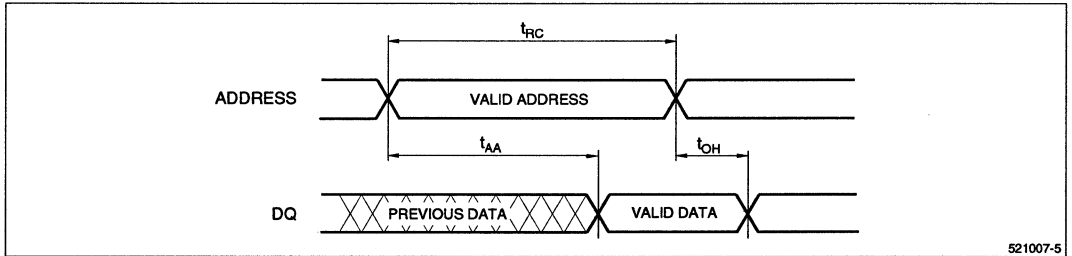 tRC
ADDRESS VALID ADDRESS
tAA tOH
DQ PREVIOUS DATA VALID DATA
521007-5